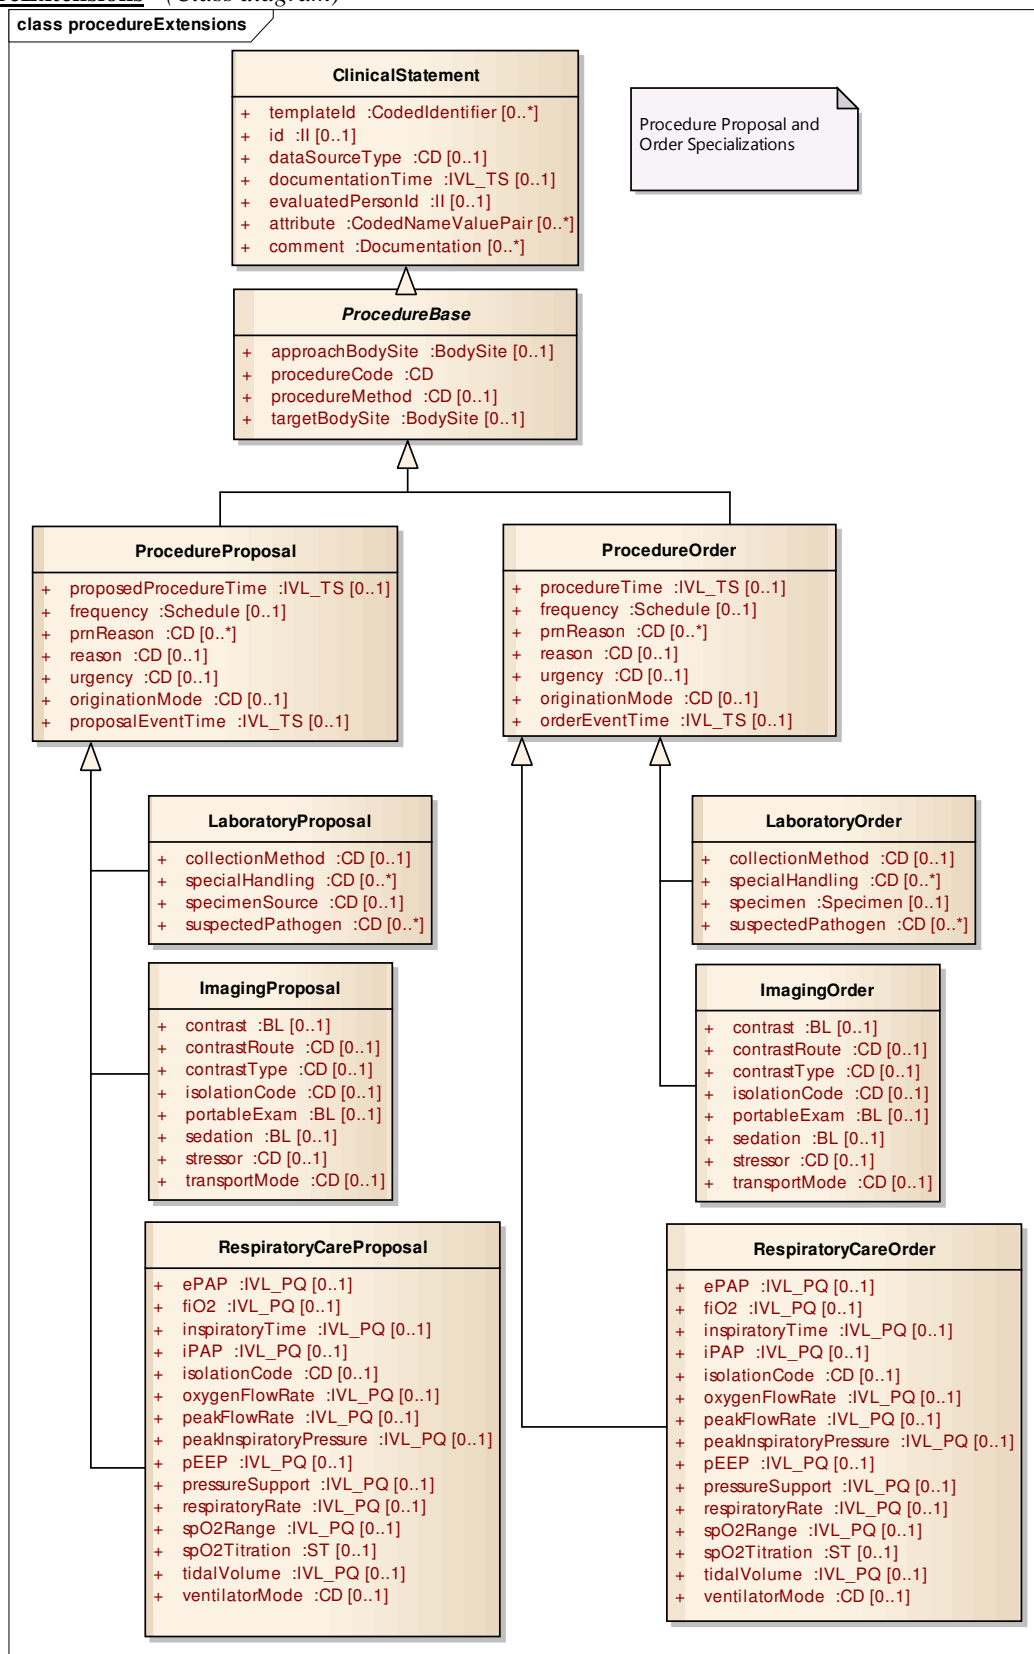 (Class diagram)
class procedureExtensions
ClinicalStatement
+ templateId :CodedIdentifier [0..*]
+ id :II [0..1]
+ dataSourceType :CD [0..1]
+ documentationTime :IVL_TS [0..1]
+ evaluatedPersonId :II [0..1]
+ attribute :CodedNameValuePair [0..*]
+ comment :Documentation [0..*]
Procedure Proposal and
Order Specializations
ProcedureBase
+ approachBodySite :BodySite [0..1]
+ procedureCode :CD
+ procedureMethod :CD [0..1]
+ targetBodySite :BodySite [0..1]
ProcedureProposal
+ proposedProcedureTime :IVL_TS [0..1]
+ frequency :Schedule [0..1]
+ prnReason :CD [0..*]
+ reason :CD [0..1]
+ urgency :CD [0..1]
+ originationMode :CD [0..1]
+ proposalEventTime :IVL_TS [0..1]
ProcedureOrder
+ procedureTime :IVL_TS [0..1]
+ frequency :Schedule [0..1]
+ prnReason :CD [0..*]
+ reason :CD [0..1]
+ urgency :CD [0..1]
+ originationMode :CD [0..1]
+ orderEventTime :IVL_TS [0..1]
LaboratoryProposal
+ collectionMethod :CD [0..1]
+ specialHandling :CD [0..*]
+ specimenSource :CD [0..1]
+ suspectedPathogen :CD [0..*]
LaboratoryOrder
+ collectionMethod :CD [0..1]
+ specialHandling :CD [0..*]
+ specimen :Specimen [0..1]
+ suspectedPathogen :CD [0..*]
ImagingProposal
+ contrast :BL [0..1]
+ contrastRoute :CD [0..1]
+ contrastType :CD [0..1]
+ isolationCode :CD [0..1]
+ portableExam :BL [0..1]
+ sedation :BL [0..1]
+ stressor :CD [0..1]
+ transportMode :CD [0..1]
ImagingOrder
+ contrast :BL [0..1]
+ contrastRoute :CD [0..1]
+ contrastType :CD [0..1]
+ isolationCode :CD [0..1]
+ portableExam :BL [0..1]
+ sedation :BL [0..1]
+ stressor :CD [0..1]
+ transportMode :CD [0..1]
RespiratoryCareProposal
+ ePAP :IVL_PQ [0..1]
+ fiO2 :IVL_PQ [0..1]
+ inspiratoryTime :IVL_PQ [0..1]
+ iPAP :IVL_PQ [0..1]
+ isolationCode :CD [0..1]
+ oxygenFlowRate :IVL_PQ [0..1]
+ peakFlowRate :IVL_PQ [0..1]
+ peakInspiratoryPressure :IVL_PQ [0..1]
+ pEEP :IVL_PQ [0..1]
+ pressureSupport :IVL_PQ [0..1]
+ respiratoryRate :IVL_PQ [0..1]
+ spO2Range :IVL_PQ [0..1]
+ spO2Titration :ST [0..1]
+ tidalVolume :IVL_PQ [0..1]
+ ventilatorMode :CD [0..1]
RespiratoryCareOrder
+ ePAP :IVL_PQ [0..1]
+ fiO2 :IVL_PQ [0..1]
+ inspiratoryTime :IVL_PQ [0..1]
+ iPAP :IVL_PQ [0..1]
+ isolationCode :CD [0..1]
+ oxygenFlowRate :IVL_PQ [0..1]
+ peakFlowRate :IVL_PQ [0..1]
+ peakInspiratoryPressure :IVL_PQ [0..1]
+ pEEP :IVL_PQ [0..1]
+ pressureSupport :IVL_PQ [0..1]
+ respiratoryRate :IVL_PQ [0..1]
+ spO2Range :IVL_PQ [0..1]
+ spO2Titration :ST [0..1]
+ tidalVolume :IVL_PQ [0..1]
+ ventilatorMode :CD [0..1]